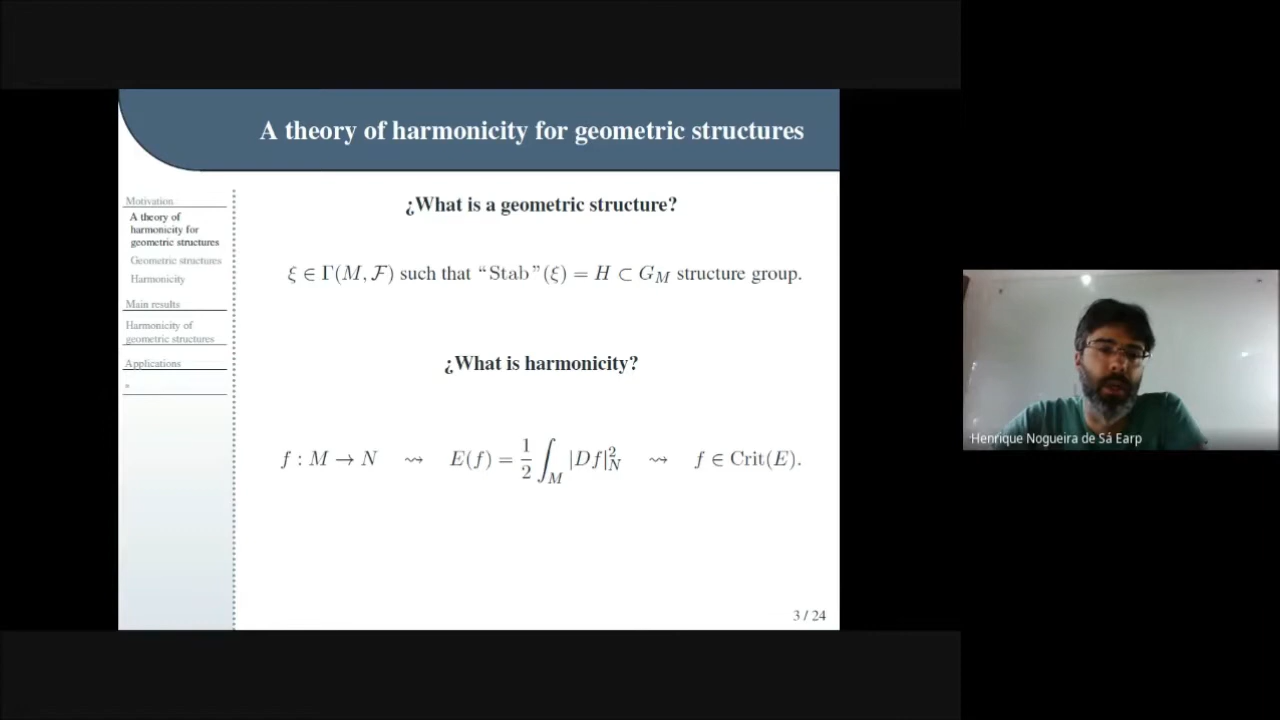 A theory of harmonicity for geometric structures
Motivation
A theory of
harmonicity for
geometric structures
Geometric structures
Harmonicity
Main results
Harmonicity of
geometric structures
Applications
¿What is a geometric structure?
ξ ∈ Γ(M, ℱ) such that “Stab”(ξ) = H ⊂ G_M structure group.
¿What is harmonicity?
f : M → N ⇝ E(f) = 1/2 ∫_M |Df|²_N ⇝ f ∈ Crit(E).
3 / 24
Henrique Nogueira de Sá Earp